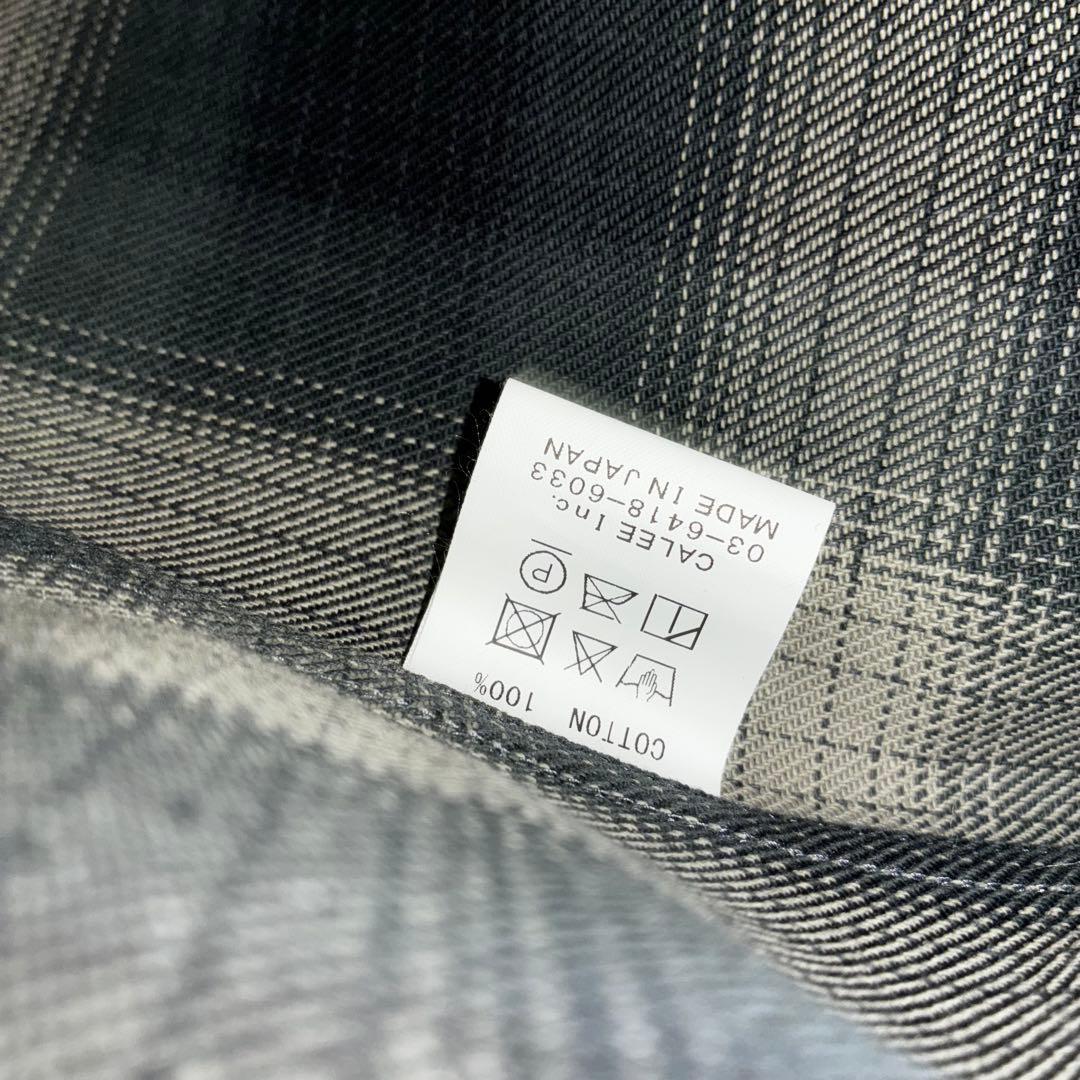 COTTON 100%
CALEE Inc.
03-6418-6033
MADE IN JAPAN